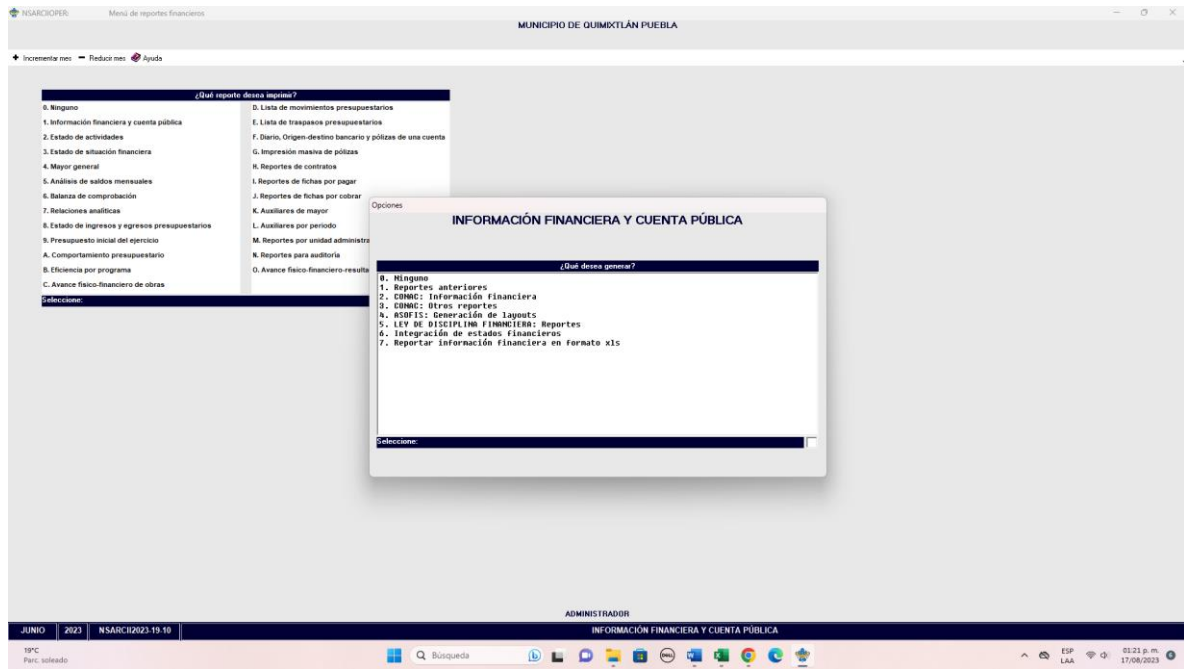 NSARCIIOPER: Menú de reportes financieros
MUNICIPIO DE QUIMIXTLÁN PUEBLA
Incrementar mes Reducir mes Ayuda
¿Qué reporte desea imprimir?
0. Ninguno
1. Información financiera y cuenta pública
2. Estado de actividades
3. Estado de situación financiera
4. Mayor general
5. Análisis de saldos mensuales
6. Balanza de comprobación
7. Relaciones analíticas
8. Estado de ingresos y egresos presupuestarios
9. Presupuesto inicial del ejercicio
A. Comportamiento presupuestario
B. Eficiencia por programa
C. Avance físico-financiero de obras
D. Lista de movimientos presupuestarios
E. Lista de traspasos presupuestarios
F. Diario, Origen-destino bancario y pólizas de una cuenta
G. Impresión masiva de pólizas
H. Reportes de contratos
I. Reportes de fichas por pagar
J. Reportes de fichas por cobrar
K. Auxiliares de mayor
L. Auxiliares por periodo
M. Reportes por unidad administra
N. Reportes para auditoría
O. Avance físico-financiero-resulta
Seleccione:
Opciones
INFORMACIÓN FINANCIERA Y CUENTA PÚBLICA
¿Qué desea generar?
0. Ninguno
1. Reportes anteriores
2. CONAC: Información financiera
3. CONAC: Otros reportes
4. ASOFIS: Generación de layouts
5. LEY DE DISCIPLINA FINANCIERA: Reportes
6. Integración de estados financieros
7. Reportar información financiera en formato xls
Seleccione:
ADMINISTRADOR
JUNIO 2023 NSARCII2023-19-10 INFORMACIÓN FINANCIERA Y CUENTA PÚBLICA
19°C
Parc. soleado
Búsqueda
DELL
ESP
LAA
01:21 p. m.
17/08/2023